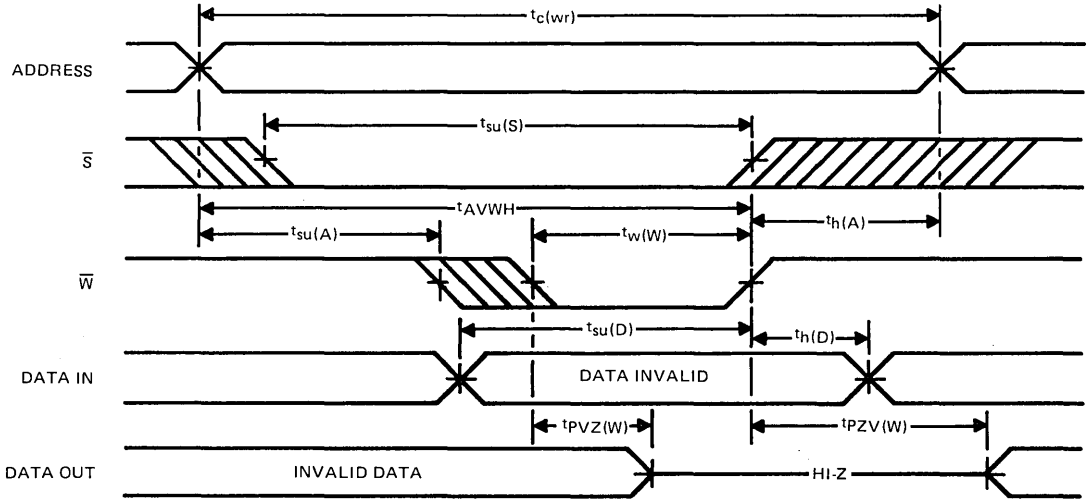 tc(wr)
ADDRESS
tsu(S)
S̅
tAVWH
tsu(A)
tw(W)
th(A)
W̅
tsu(D)
th(D)
DATA IN
DATA INVALID
tPVZ(W)
tPZV(W)
DATA OUT
INVALID DATA
HI-Z